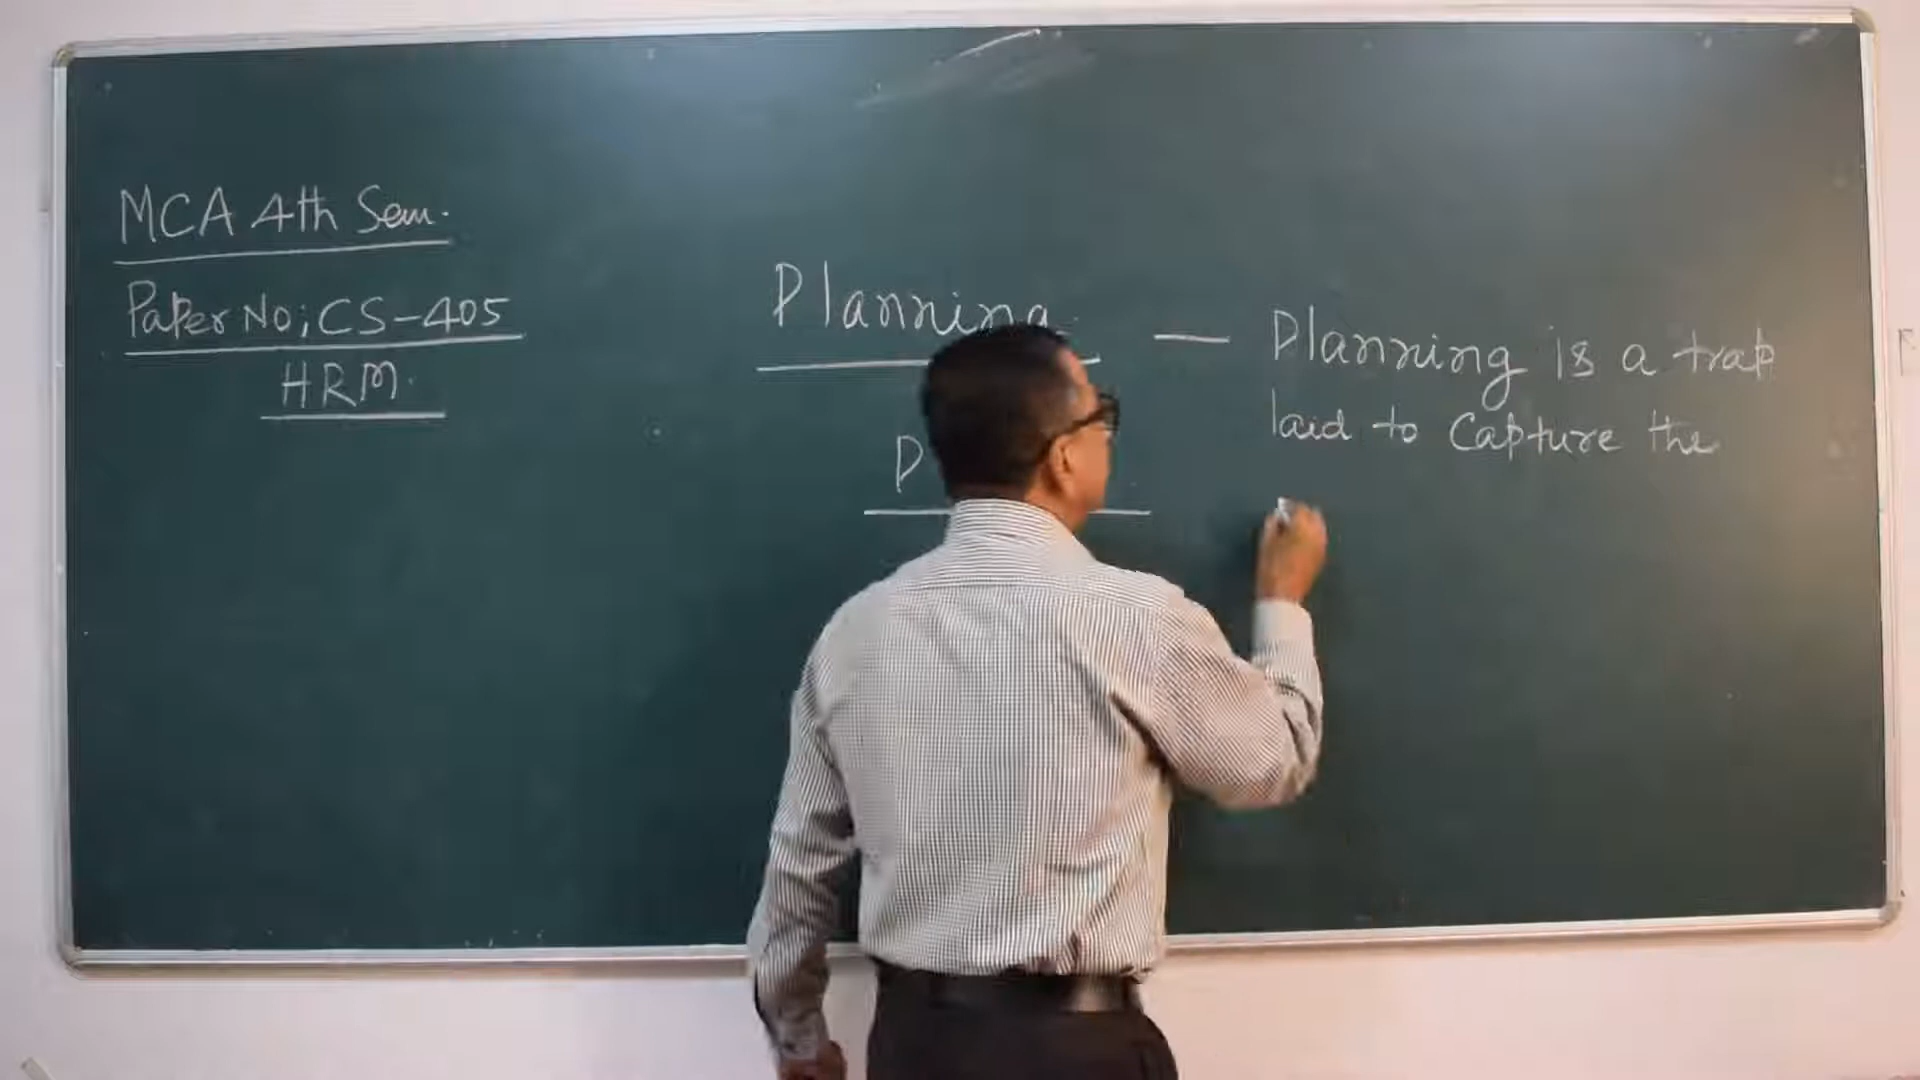 MCA 4th Sem.
Paper No; CS-405
HRM.
Planning
P
— Planning is a trap
laid to Capture the